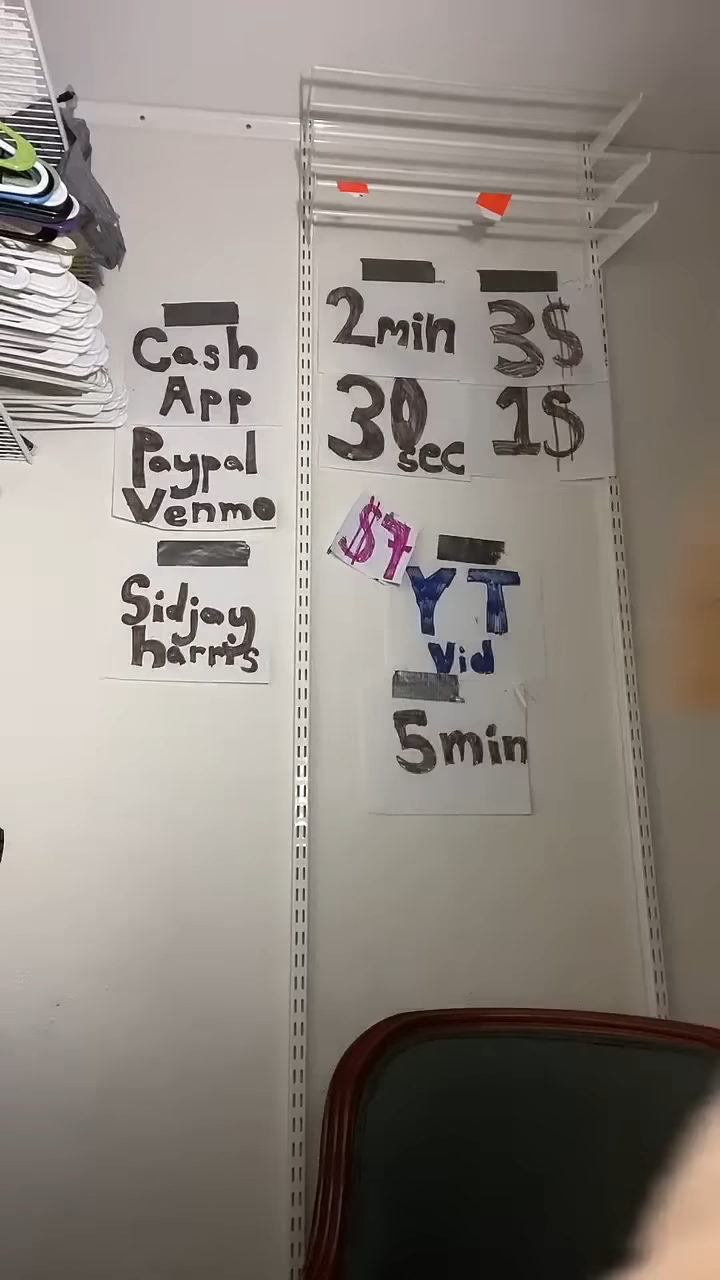 Cash
App
Paypal
Venmo
Sidjay
harris
2min 3$
30 sec 1$
$7
YT
Vid
5min